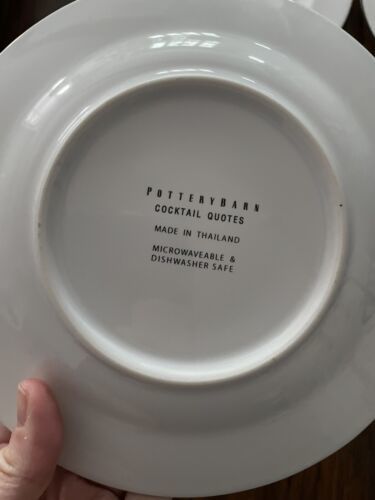 POTTERYBARN
COCKTAIL QUOTES
MADE IN THAILAND
MICROWAVEABLE &
DISHWASHER SAFE